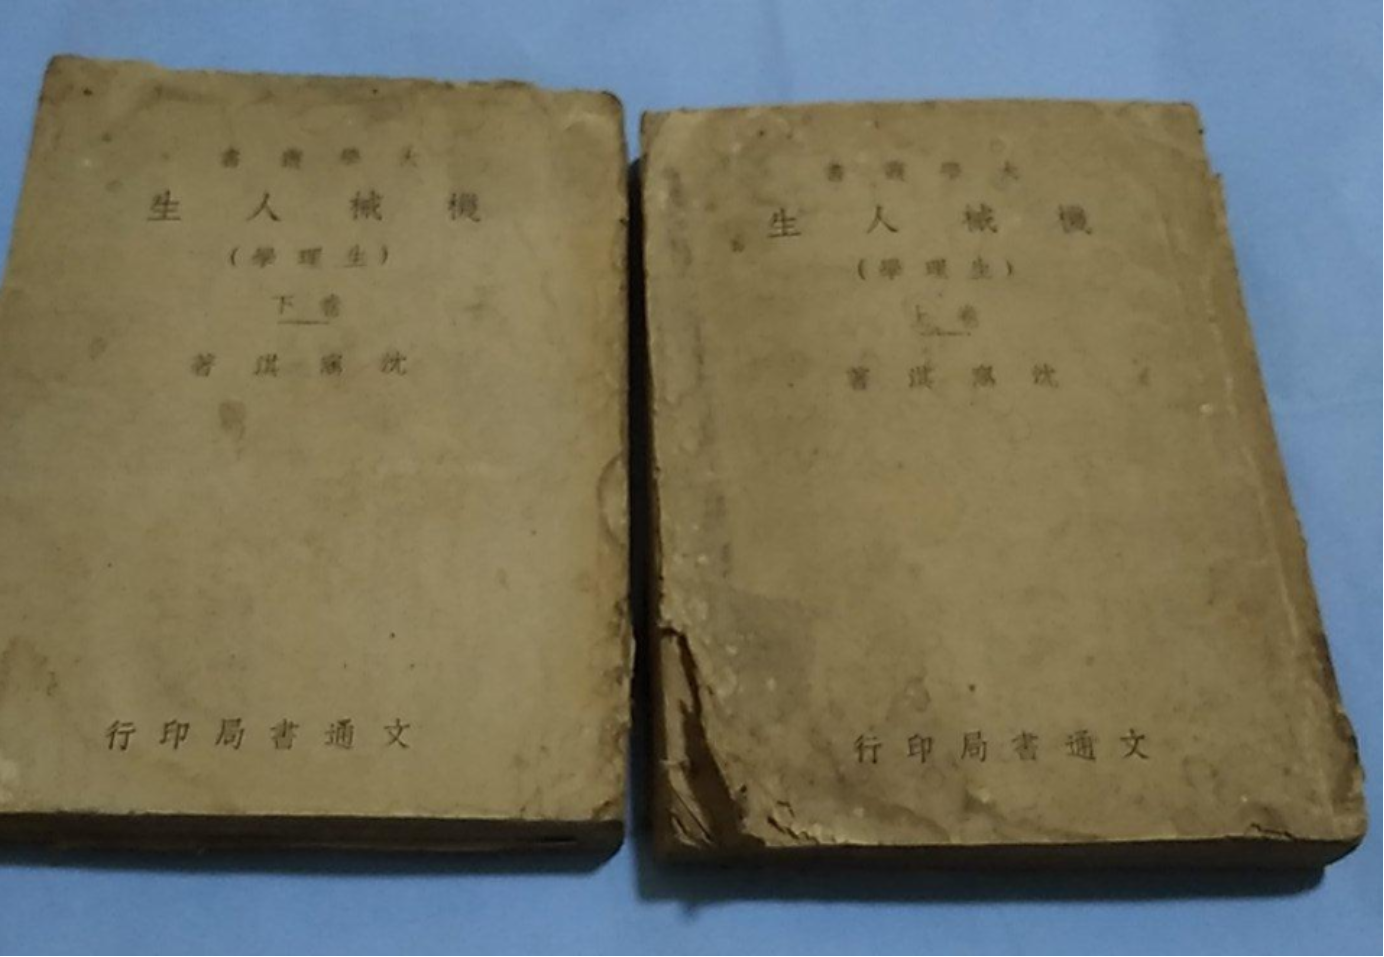 大學叢書
機械人生
(生理學)
卷上
沈寯淇著
文通書局印行
大學叢書
機械人生
(生理學)
卷下
沈寯淇著
文通書局印行